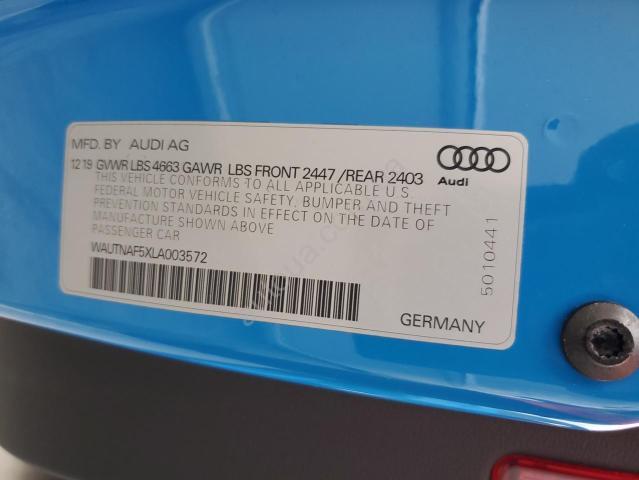 MFD. BY AUDI AG
12 19 GVWR LBS 4663 GAWR LBS FRONT 2447 /REAR 2403
THIS VEHICLE CONFORMS TO ALL APPLICABLE U S
FEDERAL MOTOR VEHICLE SAFETY, BUMPER AND THEFT
PREVENTION STANDARDS IN EFFECT ON THE DATE OF
MANUFACTURE SHOWN ABOVE
PASSENGER CAR
WAUTNAF5XLA003572
Audi
5010441
GERMANY